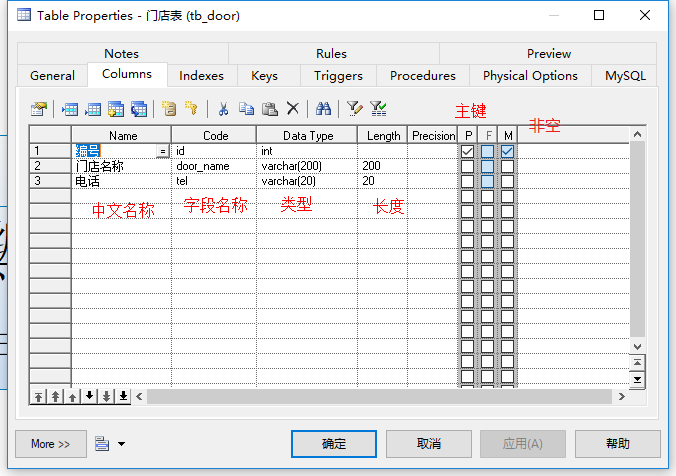 Table Properties - 门店表 (tb_door)
Notes Rules Preview
General Columns Indexes Keys Triggers Procedures Physical Options MySQL
主键
非空
Name Code Data Type Length Precision P F M
1 编号 = id int
2 门店名称 door_name varchar(200) 200
3 电话 tel varchar(20) 20
中文名称 字段名称 类型 长度
More >> 确定 取消 应用(A) 帮助